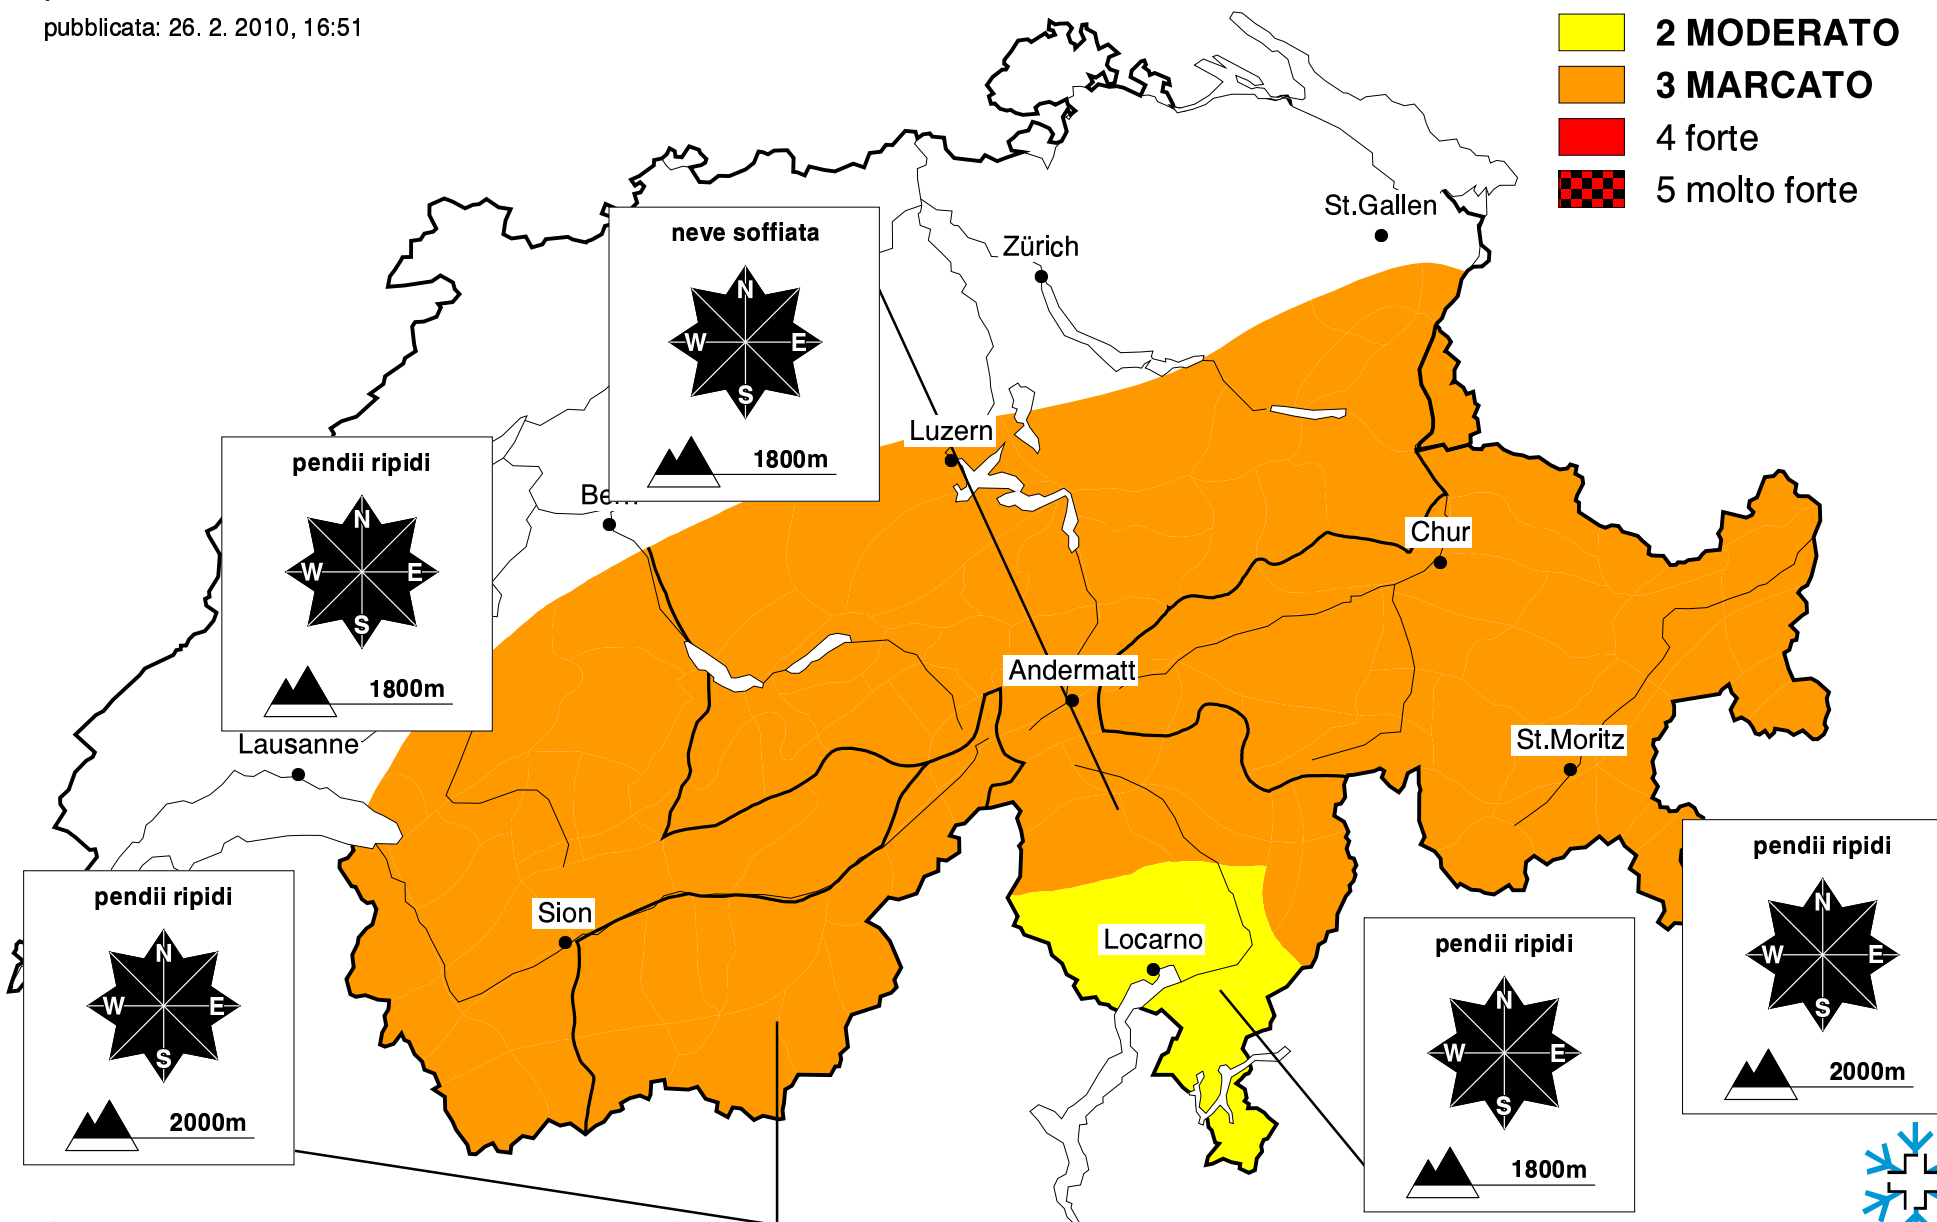 pubblicata: 26. 2. 2010, 16:51
2 MODERATO
3 MARCATO
4 forte
5 molto forte
St.Gallen
Zürich
neve soffiata
N
W E
S
1800m
Luzern
pendii ripidi
N
W E
S
1800m
Chur
Andermatt
St.Moritz
Lausanne
pendii ripidi
N
W E
S
2000m
Sion
Locarno
pendii ripidi
N
W E
S
1800m
pendii ripidi
N
W E
S
2000m